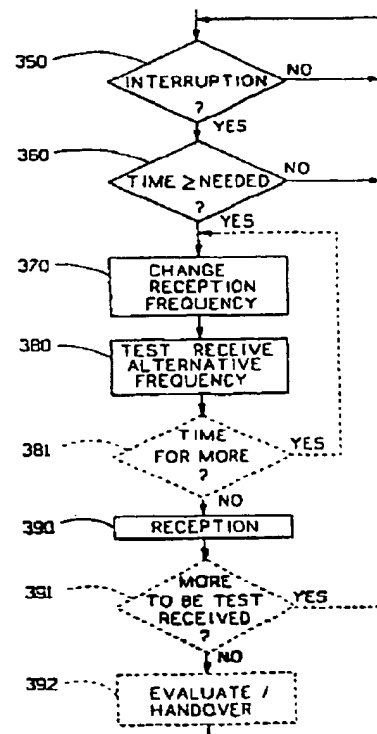 350
INTERRUPTION
?
NO
YES
360
TIME ≥ NEEDED
?
NO
YES
370
CHANGE
RECEPTION
FREQUENCY
380
TEST RECEIVE
ALTERNATIVE
FREQUENCY
381
TIME
FOR MORE
?
YES
NO
390
RECEPTION
391
MORE
TO BE TEST
RECEIVED
?
YES
NO
392
EVALUATE /
HANDOVER